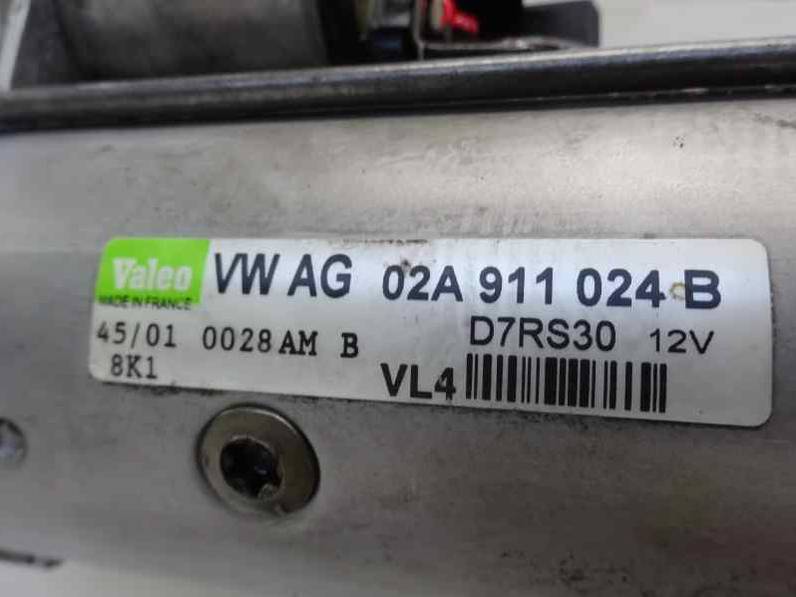 Valeo VW AG 02A 911 024 B
MADE IN FRANCE
D7RS30 12V
45/01 0028 AM B
8K1
VL4